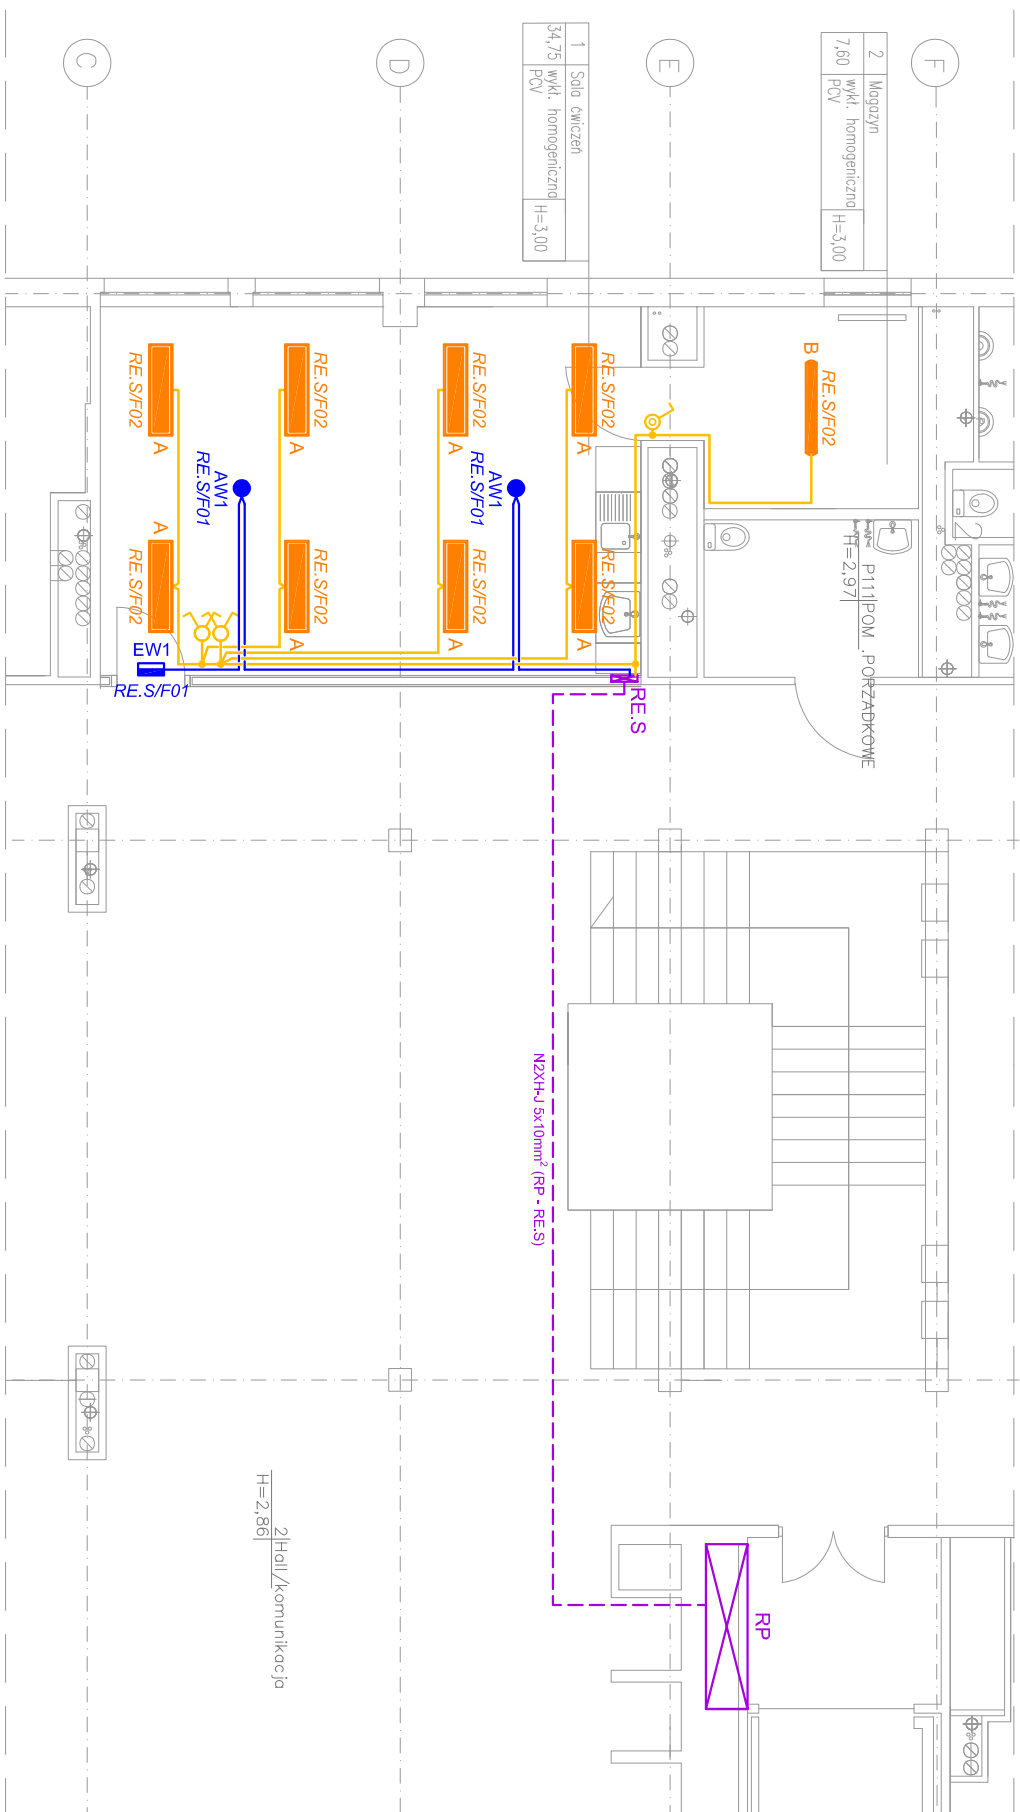 C
D
E
F
1 Sala ćwiczeń
34,75 wykł. homogeniczna H=3,00
PCV
2 Magazyn
7,60 wykł. homogeniczna H=3,00
PCV
B
RE.S/F02
RE.S/F02
A
RE.S/F02
A
RE.S/F02
A
RE.S/F02
A
AW1
RE.S/F01
AW1
RE.S/F01
A
RE.S/F02
RE.S/F02
A
RE.S/F02
A
RE.S/F02
A
EW1
RE.S/F01
RE.S
2
P111 POM. PORZADKOWE
H=2,97
N2XH-J 5x10mm² (RP - RE.S)
2 Hall/komunikacja
H=2,86
RP